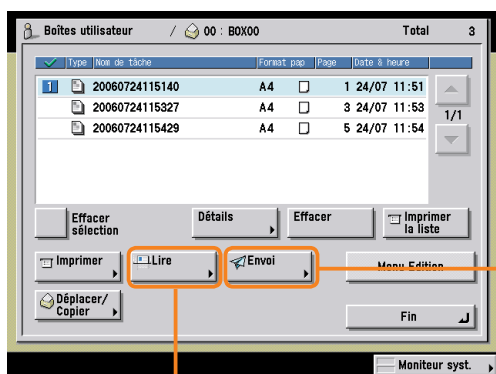 Boîtes utilisateur / 00 : BOX00 Total 3
Type Nom de tâche Format pap Page Date & heure
1 20060724115140 A4 1 24/07 11:51
20060724115327 A4 3 24/07 11:53
1/1
20060724115429 A4 5 24/07 11:54
Effacer sélection Détails Effacer Imprimer la liste
Imprimer Lire Envoi Menu Edition
Déplacer/
Copier
Fin
Moniteur syst.